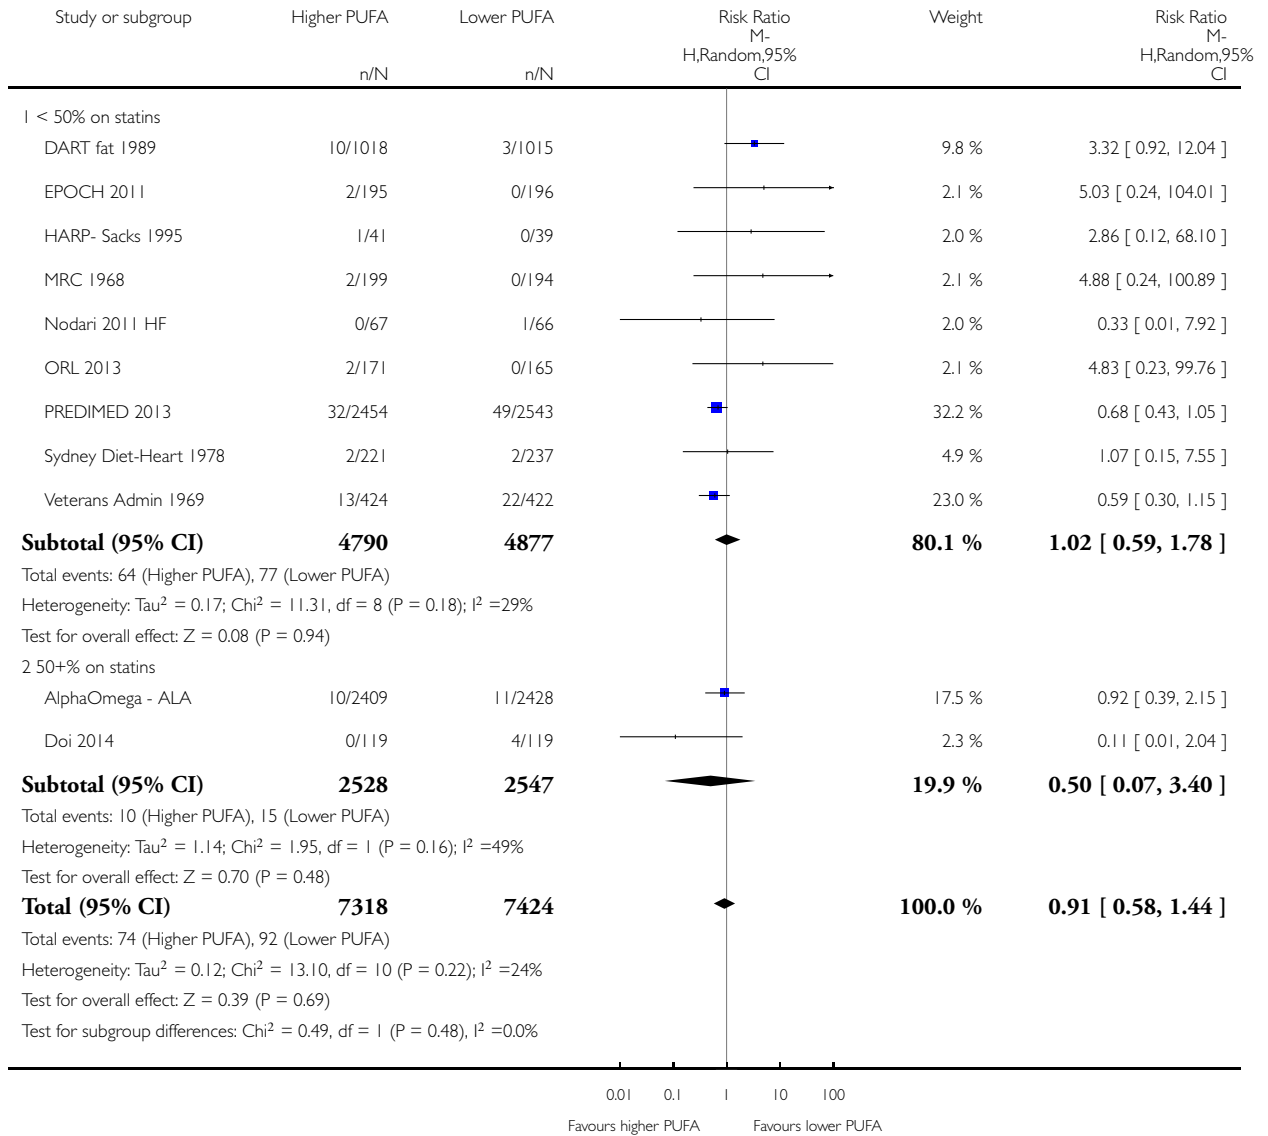 Study or subgroup Higher PUFA Lower PUFA Risk Ratio Weight Risk Ratio
M- M-
H,Random,95% H,Random,95%
n/N n/N CI CI
1 < 50% on statins
DART fat 1989 10/1018 3/1015 9.8 % 3.32 [ 0.92, 12.04 ]
EPOCH 2011 2/195 0/196 2.1 % 5.03 [ 0.24, 104.01 ]
HARP- Sacks 1995 1/41 0/39 2.0 % 2.86 [ 0.12, 68.10 ]
MRC 1968 2/199 0/194 2.1 % 4.88 [ 0.24, 100.89 ]
Nodari 2011 HF 0/67 1/66 2.0 % 0.33 [ 0.01, 7.92 ]
ORL 2013 2/171 0/165 2.1 % 4.83 [ 0.23, 99.76 ]
PREDIMED 2013 32/2454 49/2543 32.2 % 0.68 [ 0.43, 1.05 ]
Sydney Diet-Heart 1978 2/221 2/237 4.9 % 1.07 [ 0.15, 7.55 ]
Veterans Admin 1969 13/424 22/422 23.0 % 0.59 [ 0.30, 1.15 ]
Subtotal (95% CI) 4790 4877 80.1 % 1.02 [ 0.59, 1.78 ]
Total events: 64 (Higher PUFA), 77 (Lower PUFA)
Heterogeneity: Tau² = 0.17; Chi² = 11.31, df = 8 (P = 0.18); I² =29%
Test for overall effect: Z = 0.08 (P = 0.94)
2 50+% on statins
AlphaOmega - ALA 10/2409 11/2428 17.5 % 0.92 [ 0.39, 2.15 ]
Doi 2014 0/119 4/119 2.3 % 0.11 [ 0.01, 2.04 ]
Subtotal (95% CI) 2528 2547 19.9 % 0.50 [ 0.07, 3.40 ]
Total events: 10 (Higher PUFA), 15 (Lower PUFA)
Heterogeneity: Tau² = 1.14; Chi² = 1.95, df = 1 (P = 0.16); I² =49%
Test for overall effect: Z = 0.70 (P = 0.48)
Total (95% CI) 7318 7424 100.0 % 0.91 [ 0.58, 1.44 ]
Total events: 74 (Higher PUFA), 92 (Lower PUFA)
Heterogeneity: Tau² = 0.12; Chi² = 13.10, df = 10 (P = 0.22); I² =24%
Test for overall effect: Z = 0.39 (P = 0.69)
Test for subgroup differences: Chi² = 0.49, df = 1 (P = 0.48), I² =0.0%
0.01 0.1 1 10 100
Favours higher PUFA Favours lower PUFA